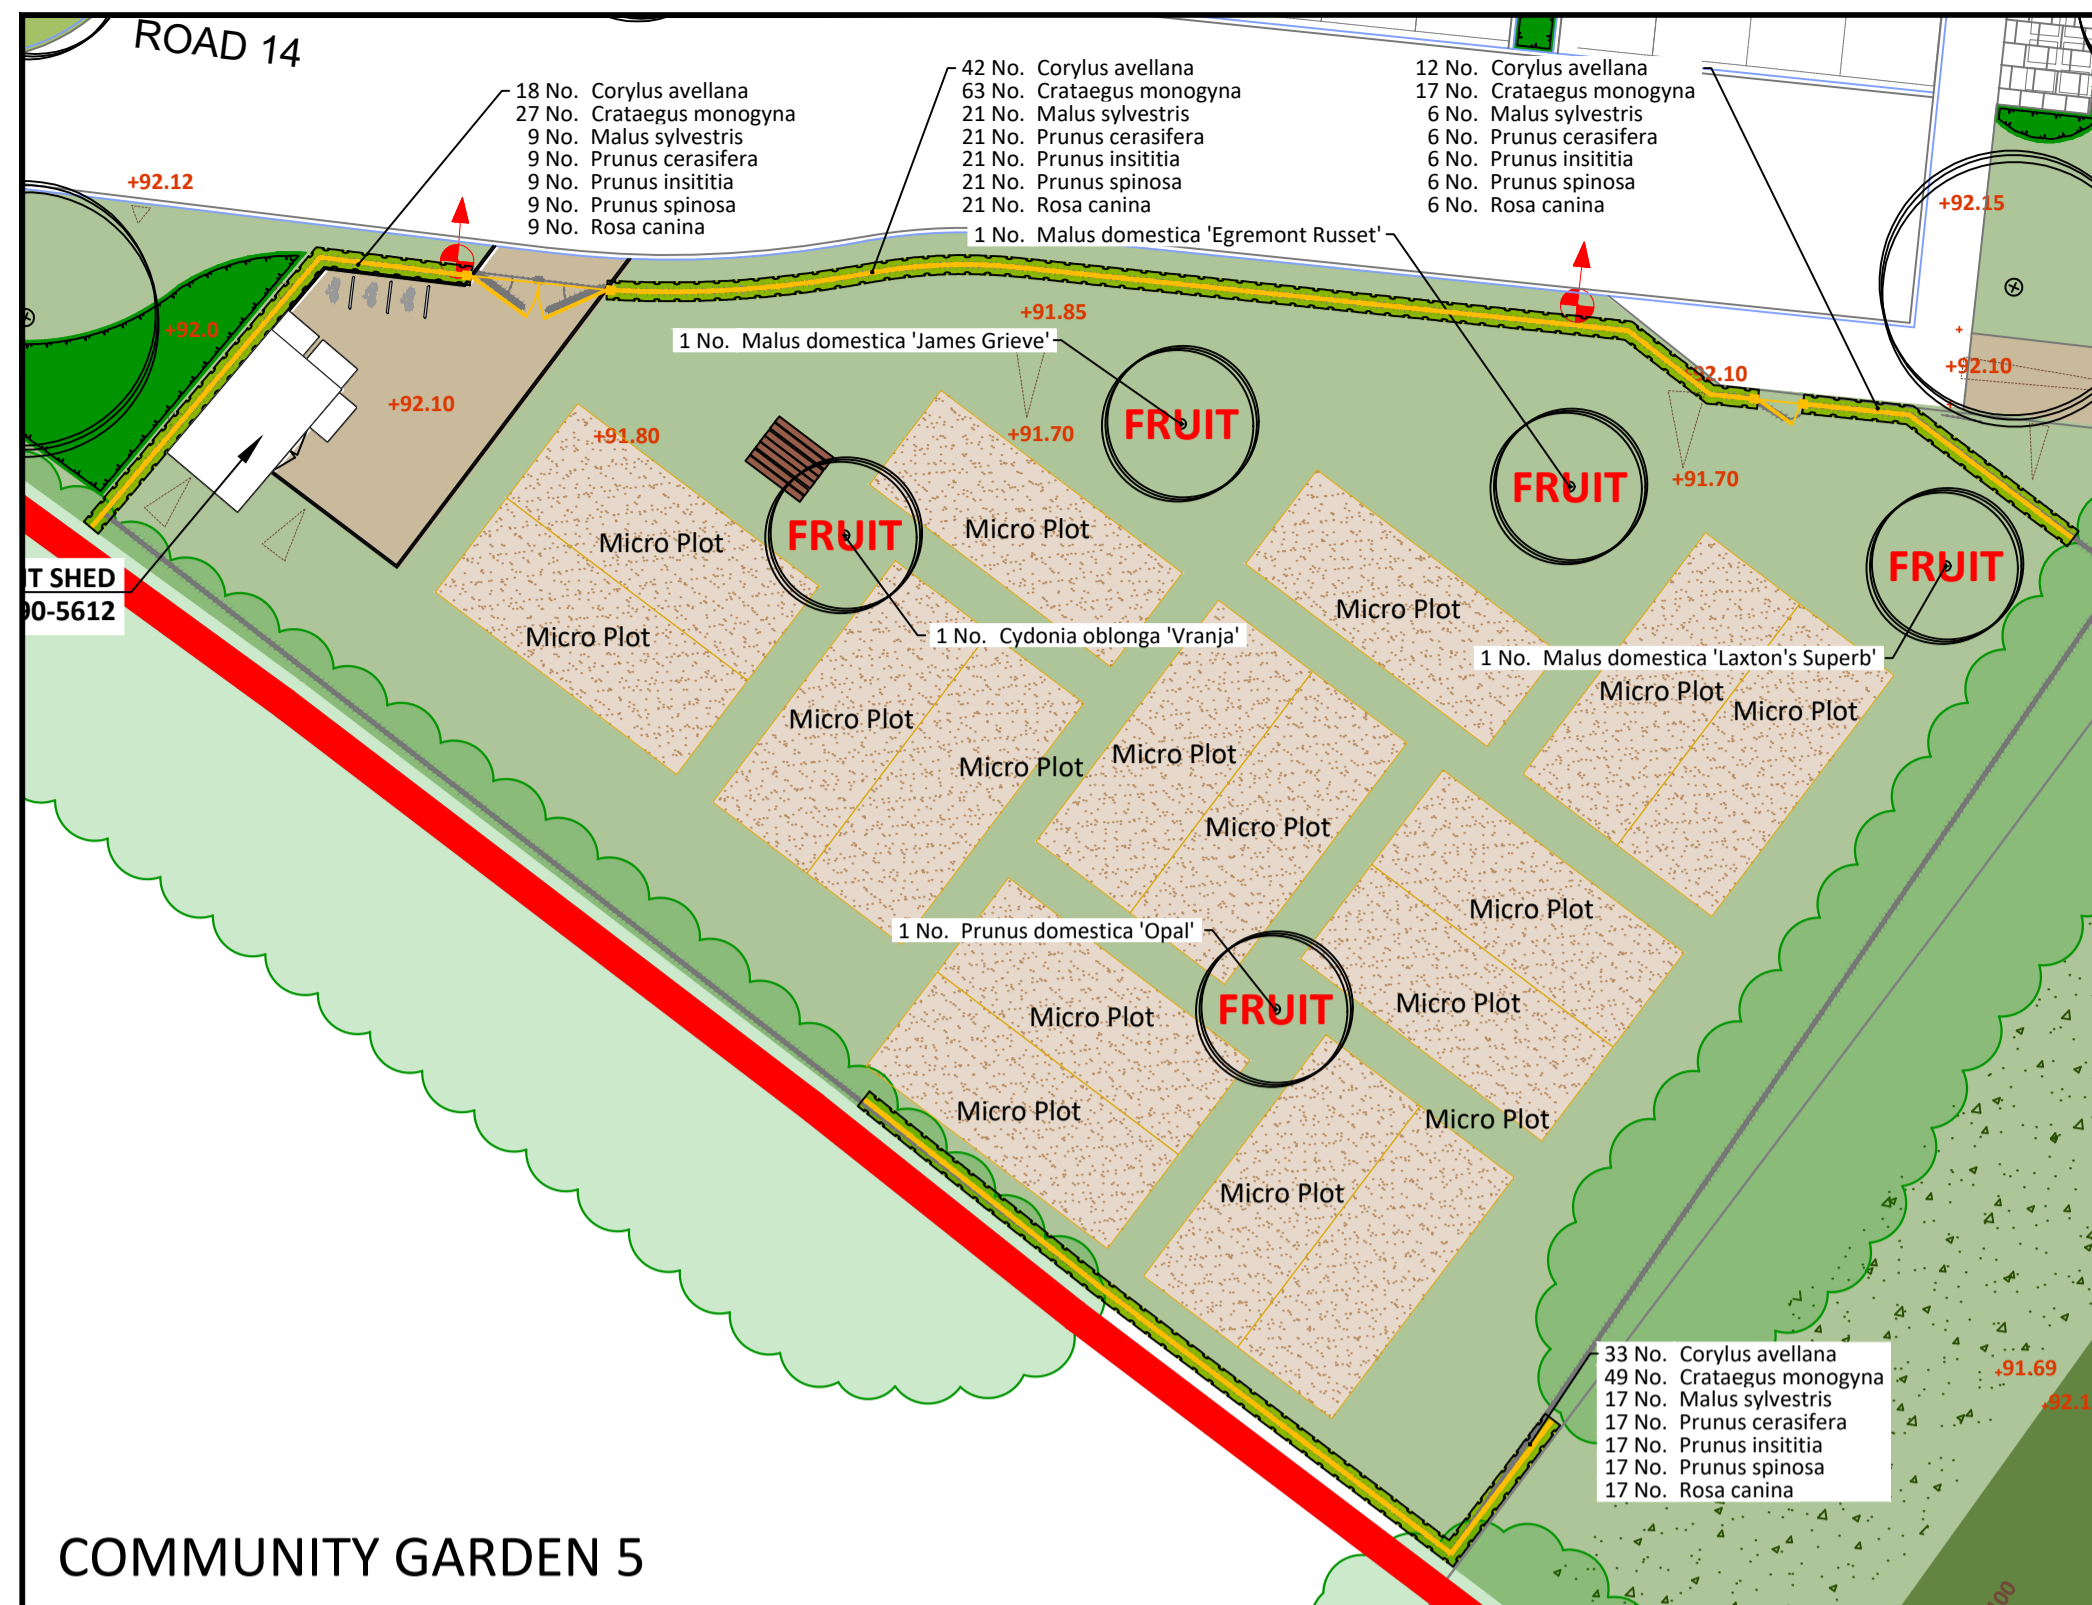 ROAD 14
18 No. Corylus avellana
27 No. Crataegus monogyna
9 No. Malus sylvestris
9 No. Prunus cerasifera
9 No. Prunus insititia
9 No. Prunus spinosa
9 No. Rosa canina
42 No. Corylus avellana
63 No. Crataegus monogyna
21 No. Malus sylvestris
21 No. Prunus cerasifera
21 No. Prunus insititia
21 No. Prunus spinosa
21 No. Rosa canina
12 No. Corylus avellana
17 No. Crataegus monogyna
6 No. Malus sylvestris
6 No. Prunus cerasifera
6 No. Prunus insititia
6 No. Prunus spinosa
6 No. Rosa canina
1 No. Malus domestica 'Egremont Russet'
+92.12
+92.15
+92.0
+91.85
1 No. Malus domestica 'James Grieve'
+92.10
92.10
+92.10
+91.80
+91.70
FRUIT
+91.70
FRUIT
FRUIT
FRUIT
Micro Plot
Micro Plot
IT SHED
90-5612
Micro Plot
Micro Plot
1 No. Cydonia oblonga 'Vranja'
1 No. Malus domestica 'Laxton's Superb'
Micro Plot
Micro Plot
Micro Plot
Micro Plot
Micro Plot
Micro Plot
Micro Plot
1 No. Prunus domestica 'Opal'
FRUIT
Micro Plot
Micro Plot
Micro Plot
Micro Plot
Micro Plot
Micro Plot
33 No. Corylus avellana
49 No. Crataegus monogyna
17 No. Malus sylvestris
17 No. Prunus cerasifera
17 No. Prunus insititia
17 No. Prunus spinosa
17 No. Rosa canina
+91.69
+92.1
COMMUNITY GARDEN 5